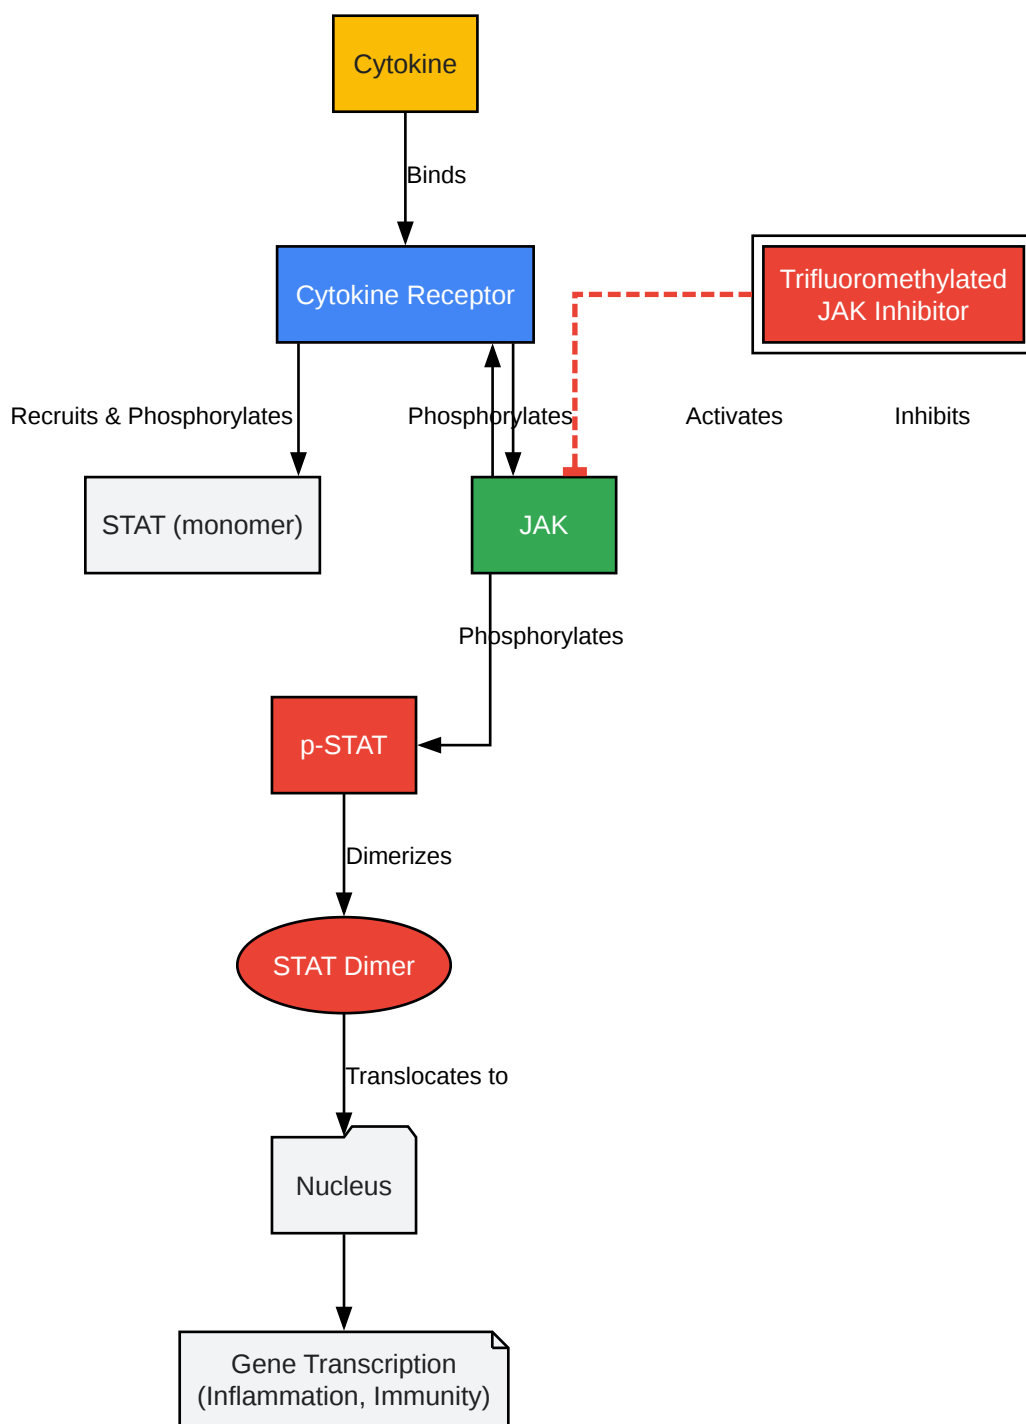 Cytokine
Binds
Cytokine Receptor
Trifluoromethylated
JAK Inhibitor
Recruits & Phosphorylates
Phosphorylates
Activates
Inhibits
STAT (monomer)
JAK
Phosphorylates
p-STAT
Dimerizes
STAT Dimer
Translocates to
Nucleus
Gene Transcription
(Inflammation, Immunity)